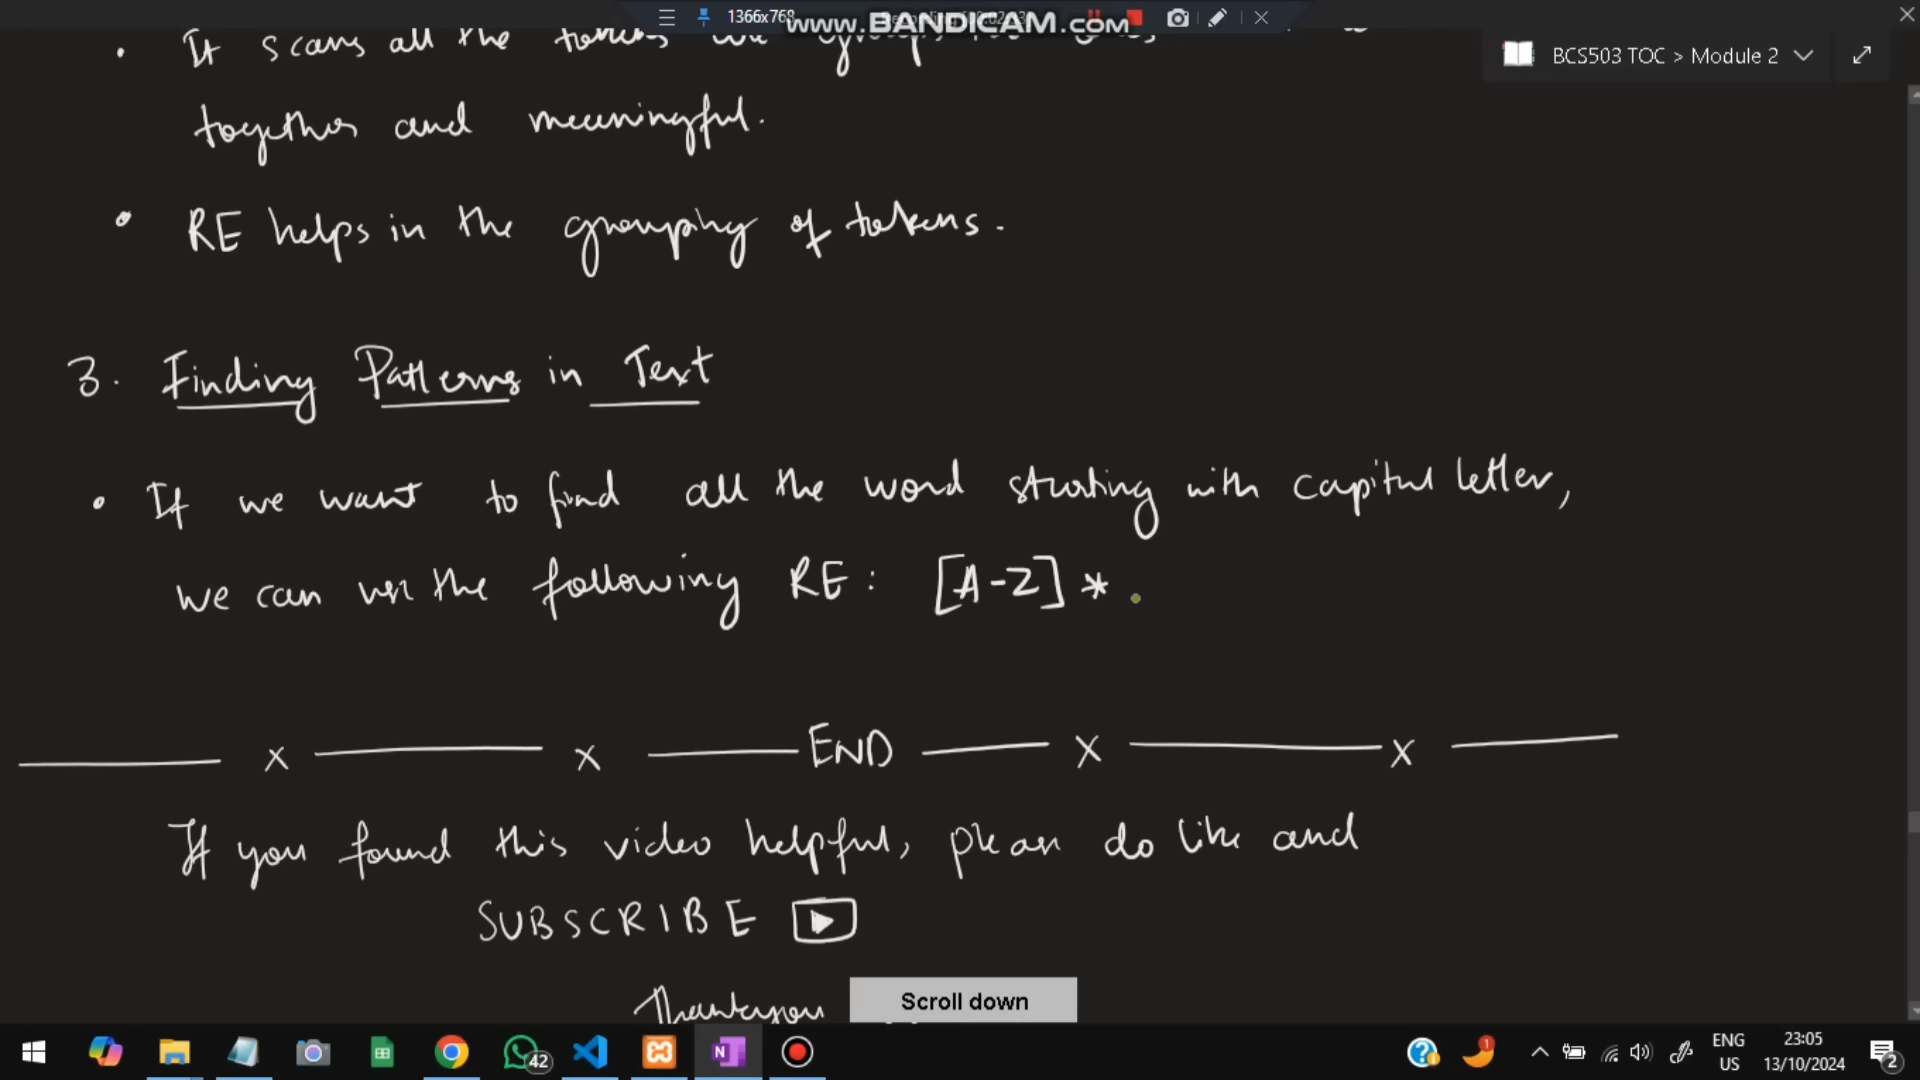 1366x768
www.BANDICAM.com
• It scans all the tokens
BCS503 TOC > Module 2
together and meaningful.
• RE helps in the grouping of tokens.
3. Finding Patterns in Text
• If we want to find all the word starting with capital letter,
we can use the following RE : [A-Z] *
x x END x x
If you found this video helpful, please do like and
SUBSCRIBE
Thankyou
Scroll down
42
1
ENG
US
23:05
13/10/2024
2